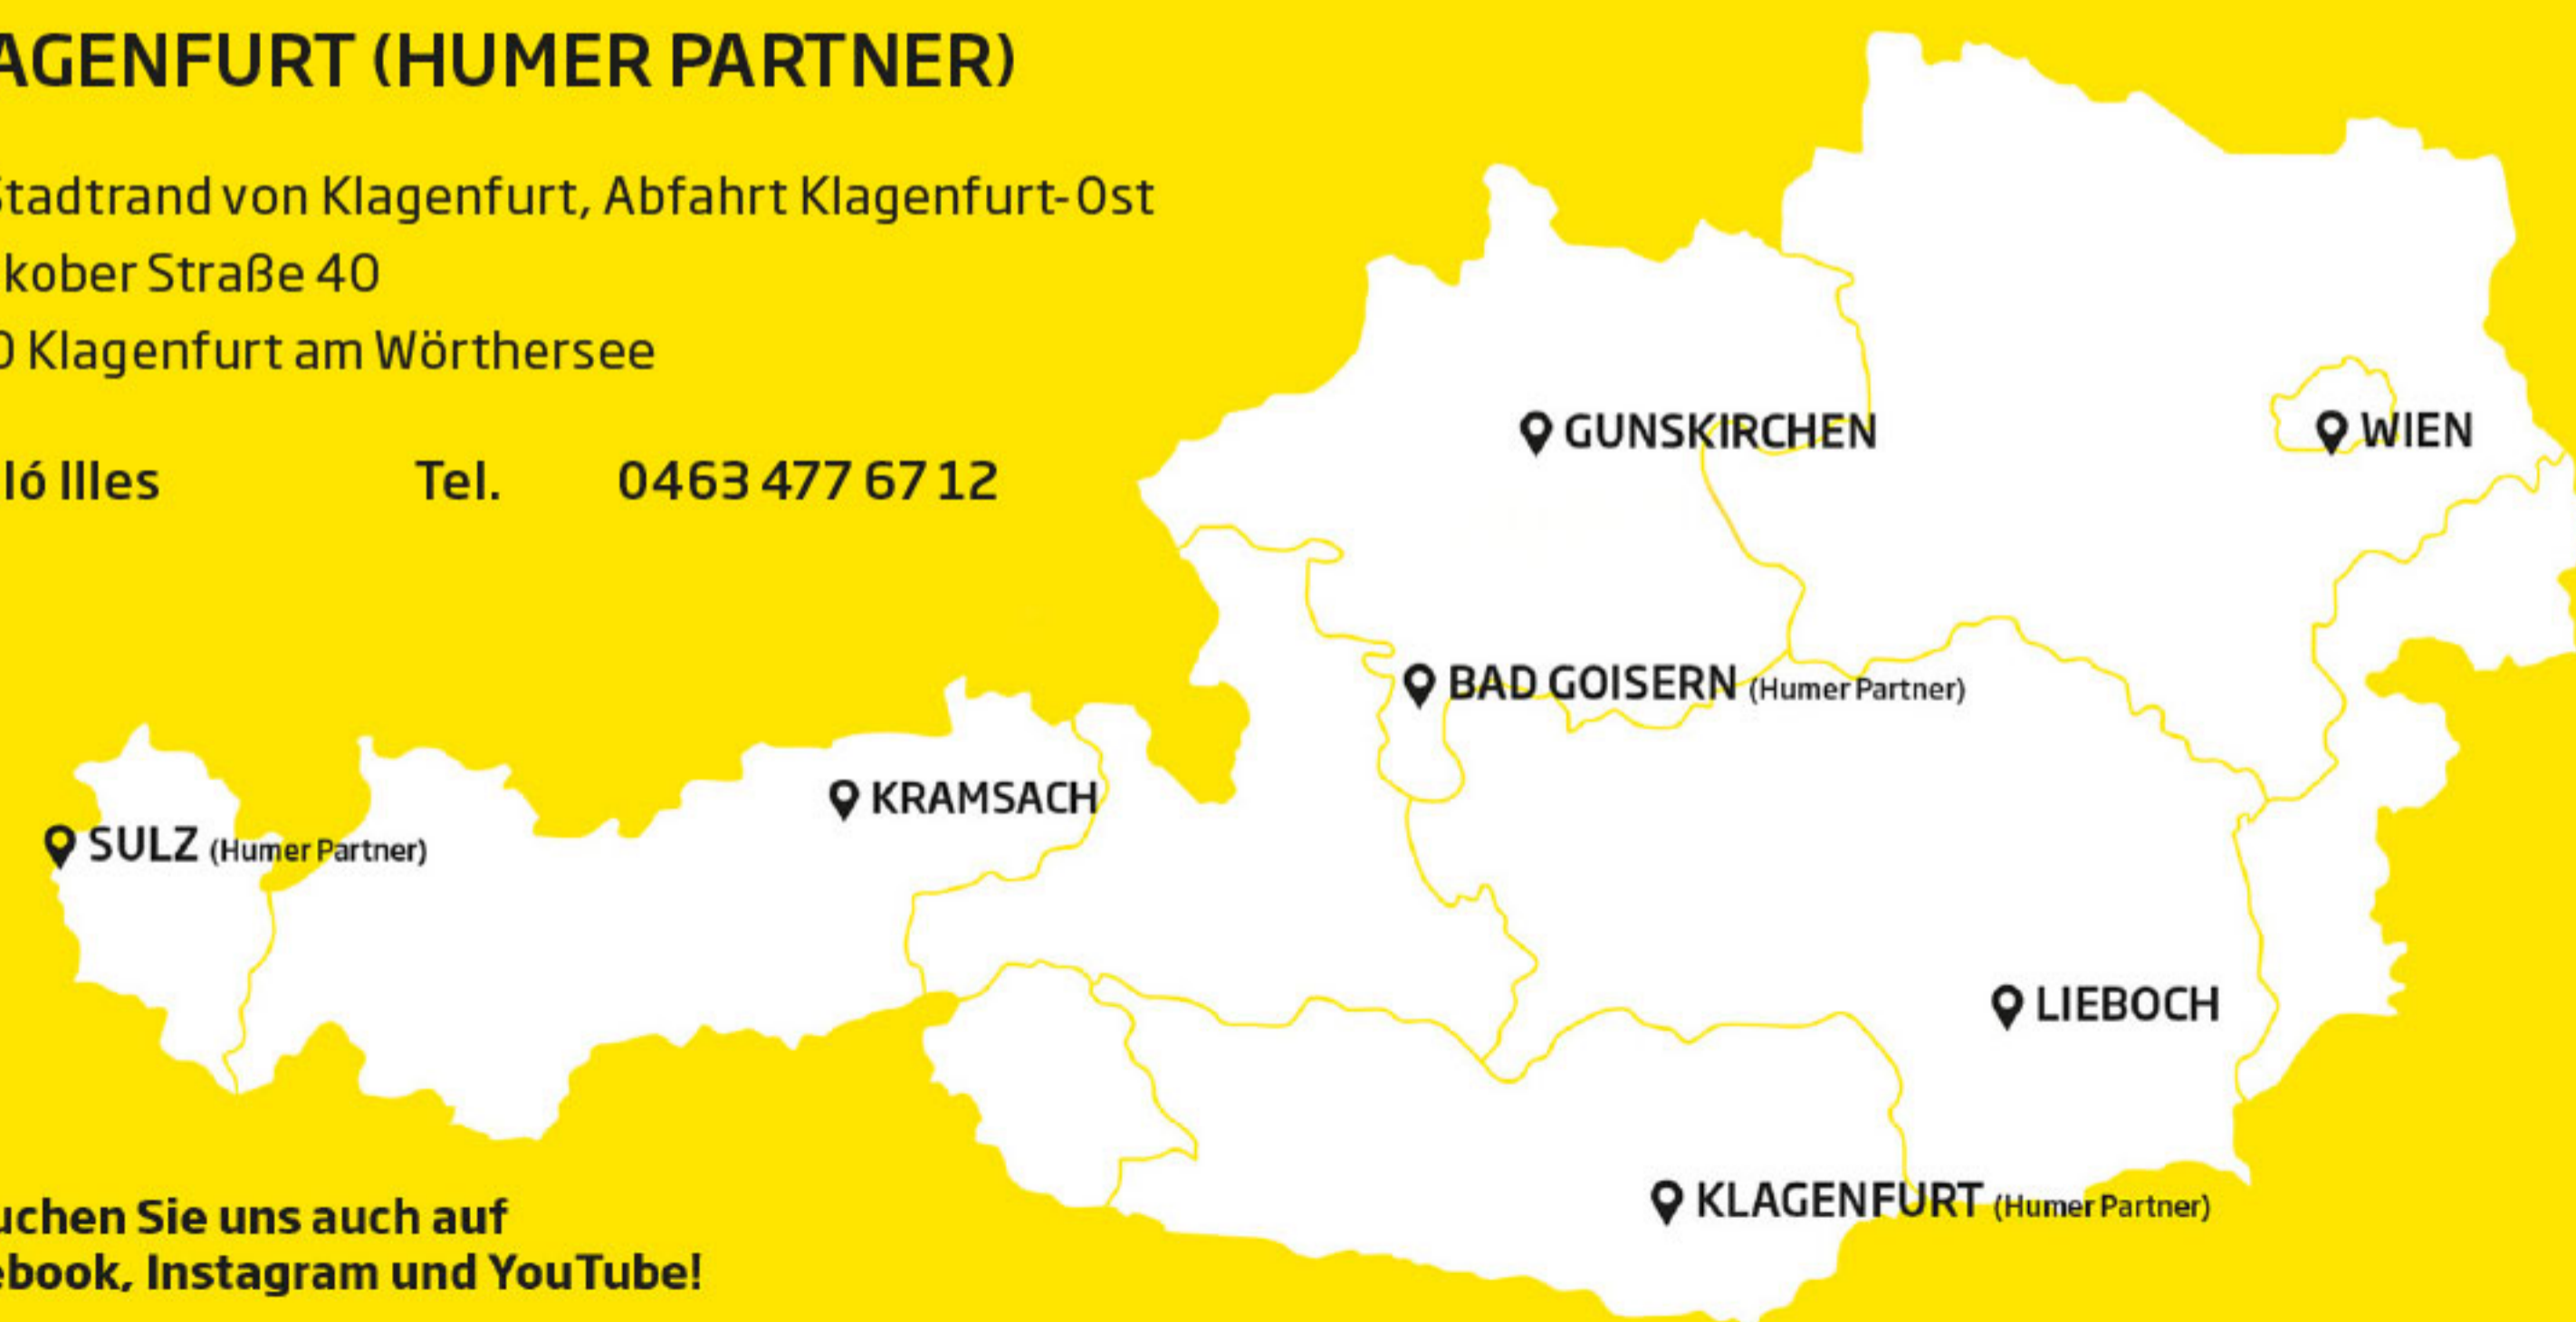 AGENFURT (HUMER PARTNER)
Stadtrand von Klagenfurt, Abfahrt Klagenfurt-Ost
kober Straße 40
0 Klagenfurt am Wörthersee
ló Illes Tel. 0463 477 67 12
GUNSKIRCHEN
WIEN
BAD GOISERN (Humer Partner)
KRAMSACH
SULZ (Humer Partner)
LIEBOCH
KLAGENFURT (Humer Partner)
uchen Sie uns auch auf
ebook, Instagram und YouTube!